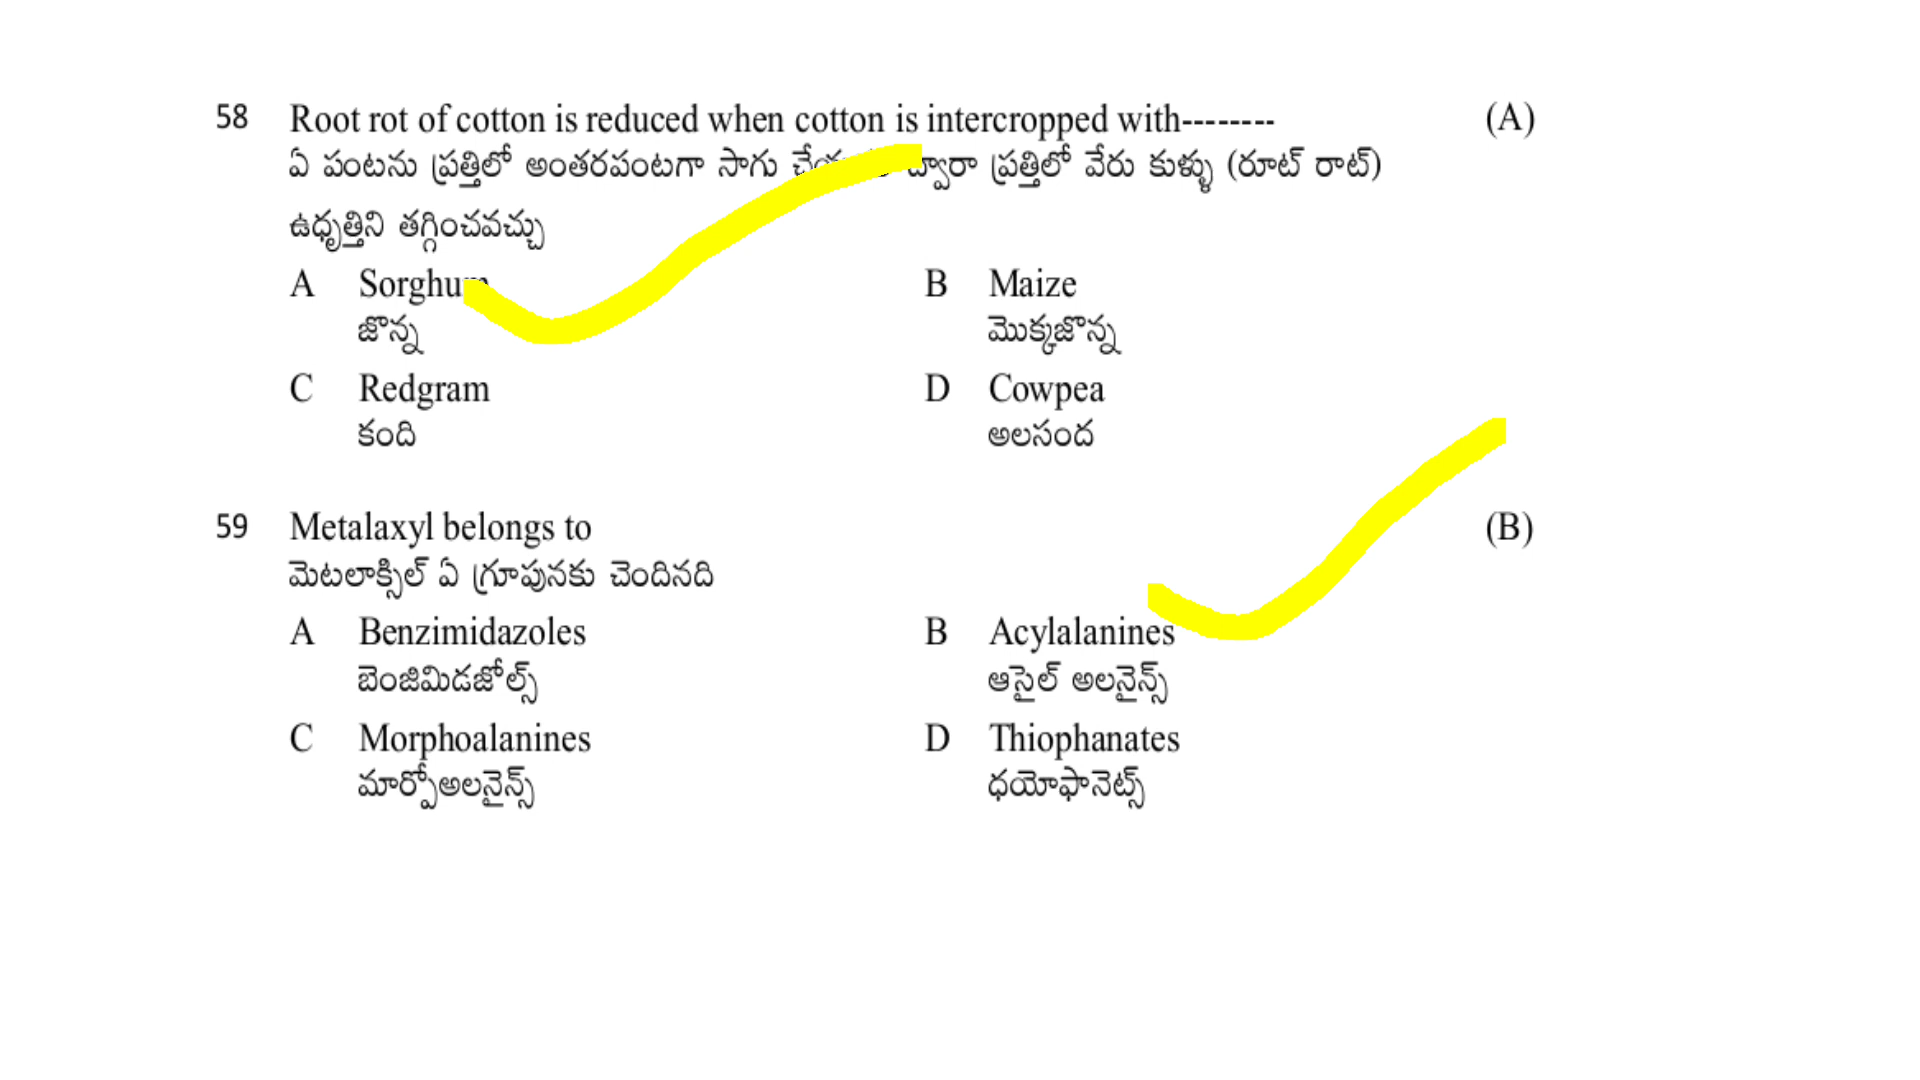 58 Root rot of cotton is reduced when cotton is intercropped with-------- (A)
ఏ పంటను ప్రత్తిలో అంతరపంటగా సాగు ద్వారా ప్రత్తిలో వేరు కుళ్ళు (రూట్ రాట్)
ఉధృత్తిని తగ్గించవచ్చు
A Sorghum B Maize
జొన్న మొక్కజొన్న
C Redgram D Cowpea
కంది అలసంద
59 Metalaxyl belongs to (B)
మెటలాక్సిల్ ఏ గ్రూపునకు చెందినది
A Benzimidazoles B Acylalanines
బెంజిమిడజోల్స్ ఆసైల్ అలనైన్స్
C Morphoalanines D Thiophanates
మార్ఫోఅలనైన్స్ ధయోఫానెట్స్